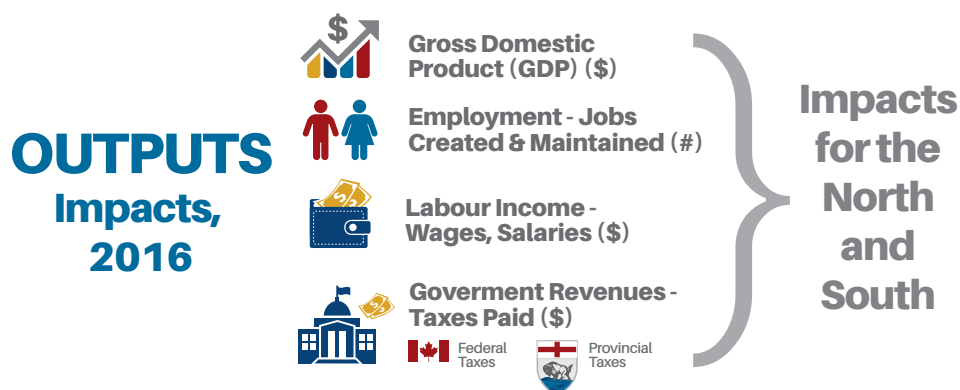 OUTPUTS
Impacts,
2016
$
Gross Domestic
Product (GDP) ($)
Employment - Jobs
Created & Maintained (#)
$
Labour Income -
Wages, Salaries ($)
$
Goverment Revenues -
Taxes Paid ($)
Federal
Taxes
Provincial
Taxes
Impacts
for the
North
and
South